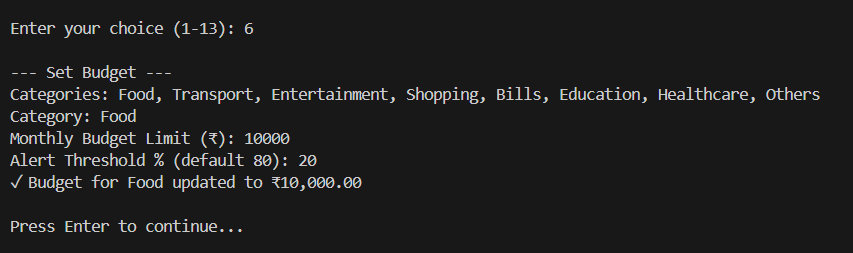 Enter your choice (1-13): 6
--- Set Budget ---
Categories: Food, Transport, Entertainment, Shopping, Bills, Education, Healthcare, Others
Category: Food
Monthly Budget Limit (₹): 10000
Alert Threshold % (default 80): 20
✓ Budget for Food updated to ₹10,000.00
Press Enter to continue...